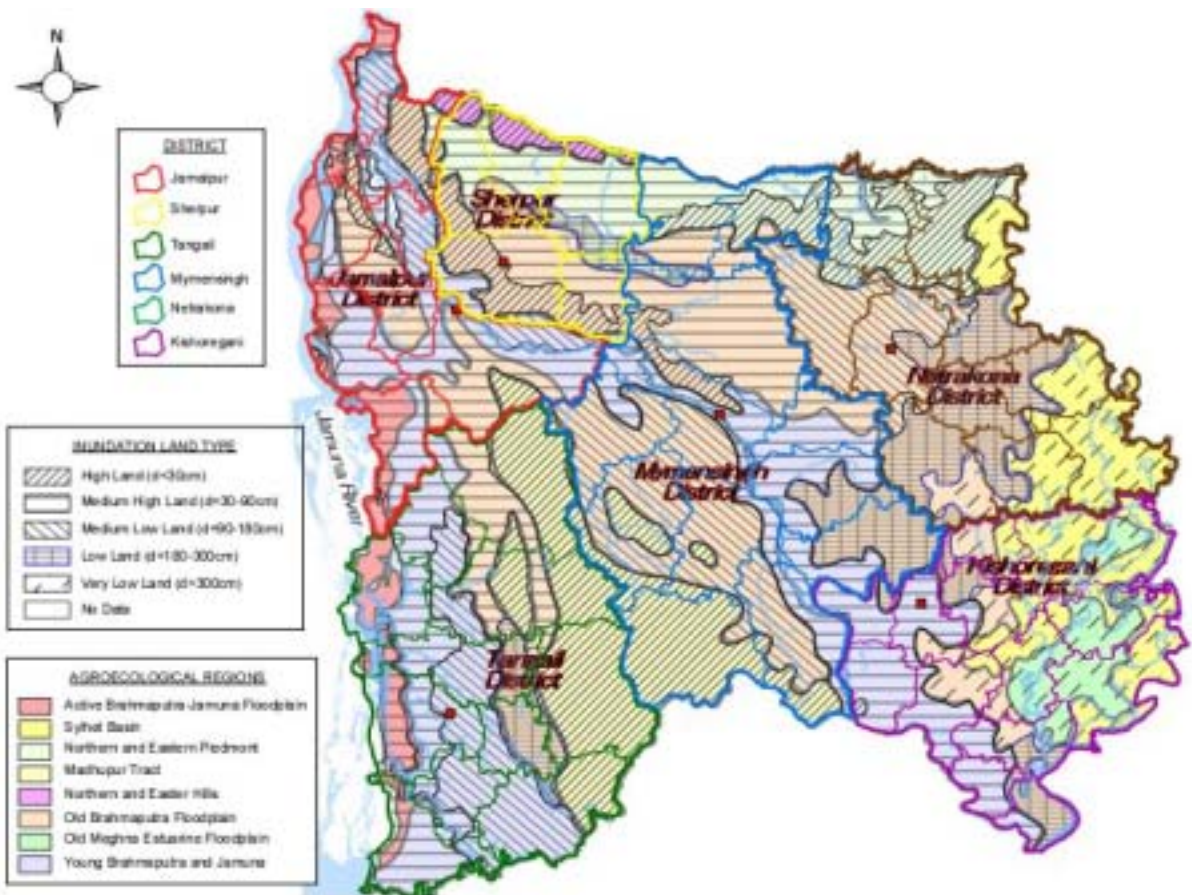 N
DISTRICT
Jamalpur
Sherpur
Tangail
Mymensingh
Netrakona
Kishoreganj
INUNDATION LAND TYPE
High Land (d<30cm)
Medium High Land (d=30-90cm)
Medium Low Land (d=90-180cm)
Low Land (d=180-300cm)
Very Low Land (d>300cm)
No Data
AGROECOLOGICAL REGIONS
Active Brahmaputra Jamuna Floodplain
Sylhet Basin
Northern and Eastern Piedmont
Madhupur Tract
Northern and Easter Hills
Old Brahmaputra Floodplain
Old Meghna Estuarine Floodplain
Young Brahmaputra and Jamuna
Sherpur
District
Jamalpur
District
Netrakona
District
Jamuna River
Mymensingh
District
Kishoreganj
District
Tangail
District